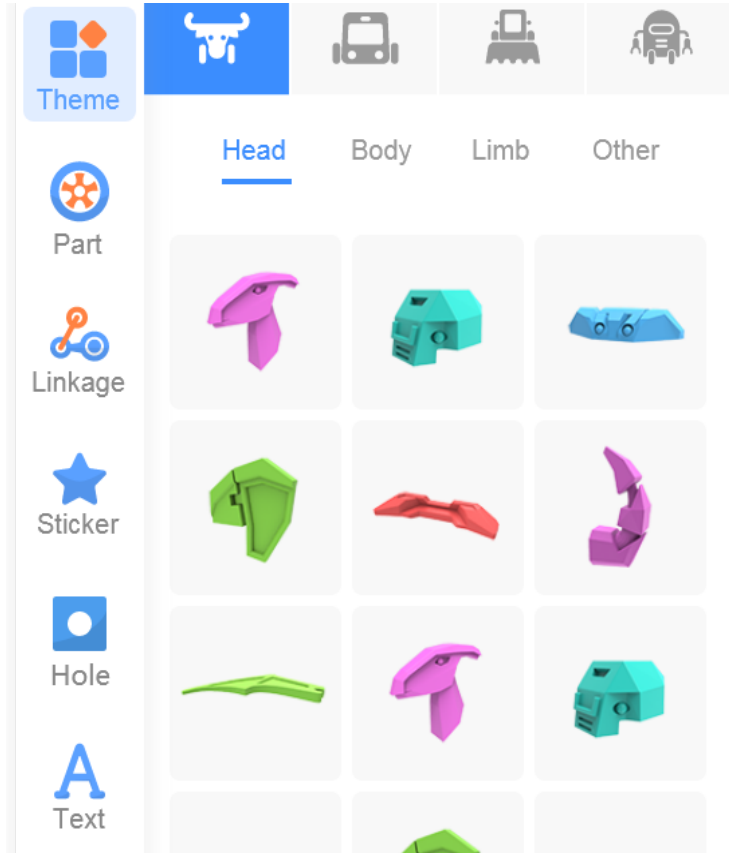 Theme
Head
Body
Limb
Other
Part
Linkage
Sticker
Hole
Text